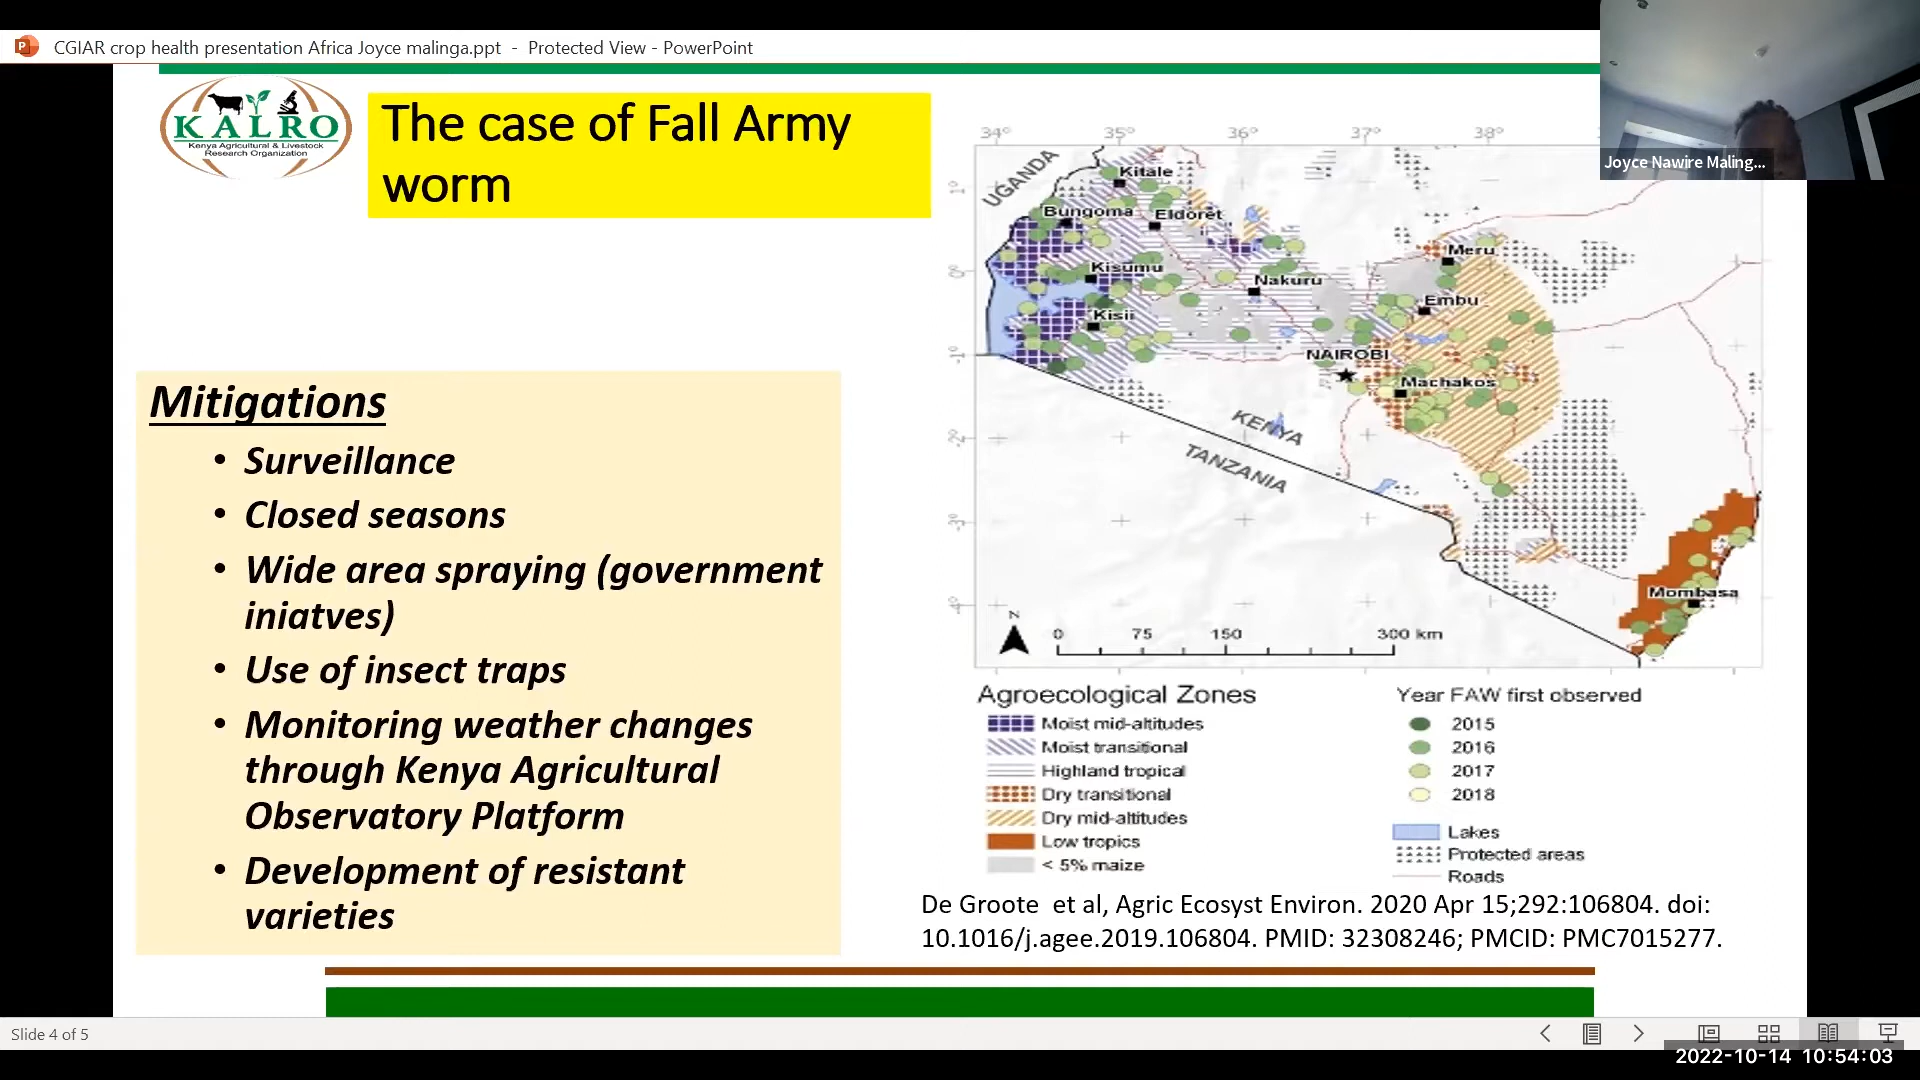 CGIAR crop health presentation Africa Joyce malinga.ppt - Protected View - PowerPoint
KALRO
Kenya Agricultural & Livestock
Research Organization
The case of Fall Army
worm
Joyce Nawire Maling...
Mitigations
• Surveillance
• Closed seasons
• Wide area spraying (government
iniatves)
• Use of insect traps
• Monitoring weather changes
through Kenya Agricultural
Observatory Platform
• Development of resistant
varieties
34° 35° 36° 37° 38°
UGANDA
Kitale
Bungoma
Eldoret
Meru
Kisumu
Nakuru
Embu
Kisii
NAIROBI
Machakos
KENYA
TANZANIA
Mombasa
N
0 75 150 300 km
Agroecological Zones
Moist mid-altitudes
Moist transitional
Highland tropical
Dry transitional
Dry mid-altitudes
Low tropics
< 5% maize
Year FAW first observed
2015
2016
2017
2018
Lakes
Protected areas
Roads
De Groote et al, Agric Ecosyst Environ. 2020 Apr 15;292:106804. doi:
10.1016/j.agee.2019.106804. PMID: 32308246; PMCID: PMC7015277.
Slide 4 of 5
2022-10-14 10:54:03